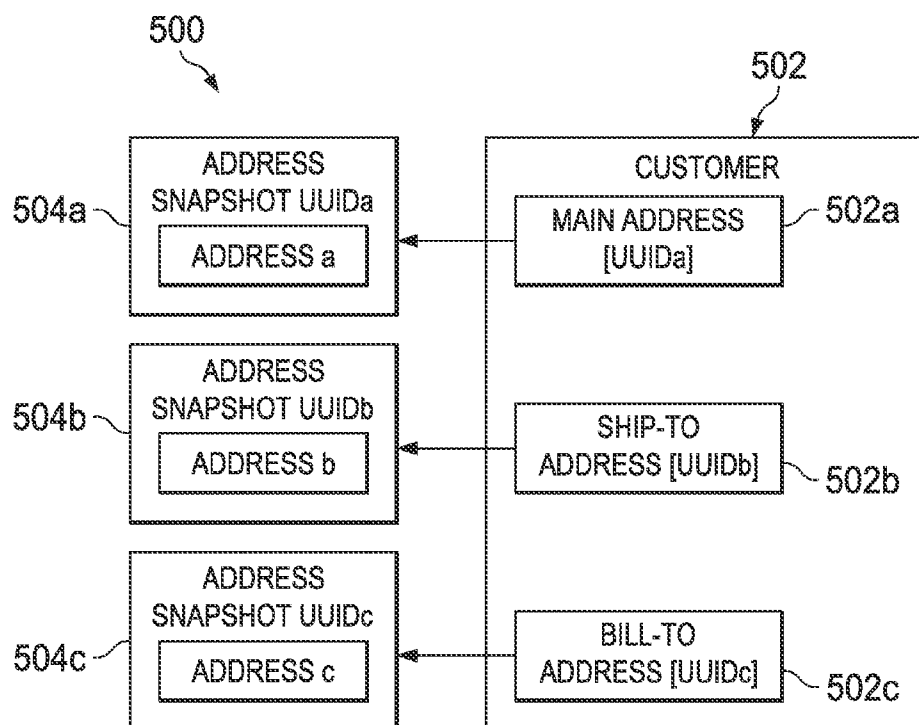 500
502
ADDRESS
SNAPSHOT UUIDa
ADDRESS a
504a
CUSTOMER
MAIN ADDRESS
[UUIDa]
502a
ADDRESS
SNAPSHOT UUIDb
ADDRESS b
504b
SHIP-TO
ADDRESS [UUIDb]
502b
ADDRESS
SNAPSHOT UUIDc
ADDRESS c
504c
BILL-TO
ADDRESS [UUIDc]
502c